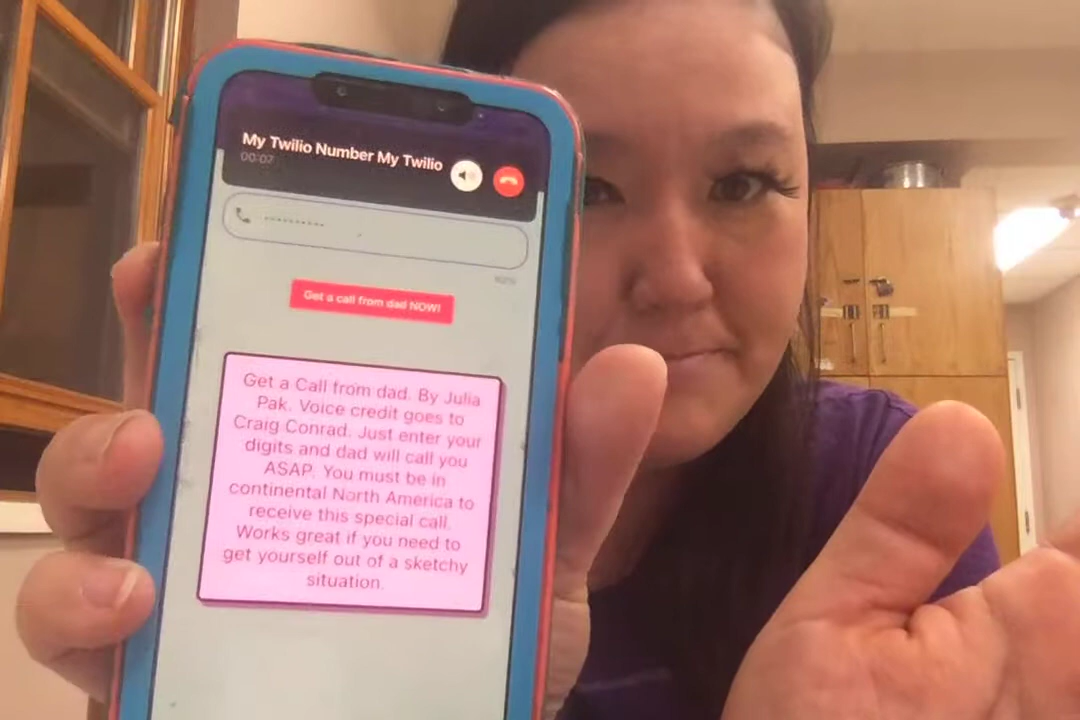 My Twilio Number My Twilio
00:07
Get a call from dad NOW!
Get a Call from dad. By Julia
Pak. Voice credit goes to
Craig Conrad. Just enter your
digits and dad will call you
ASAP. You must be in
continental North America to
receive this special call.
Works great if you need to
get yourself out of a sketchy
situation.